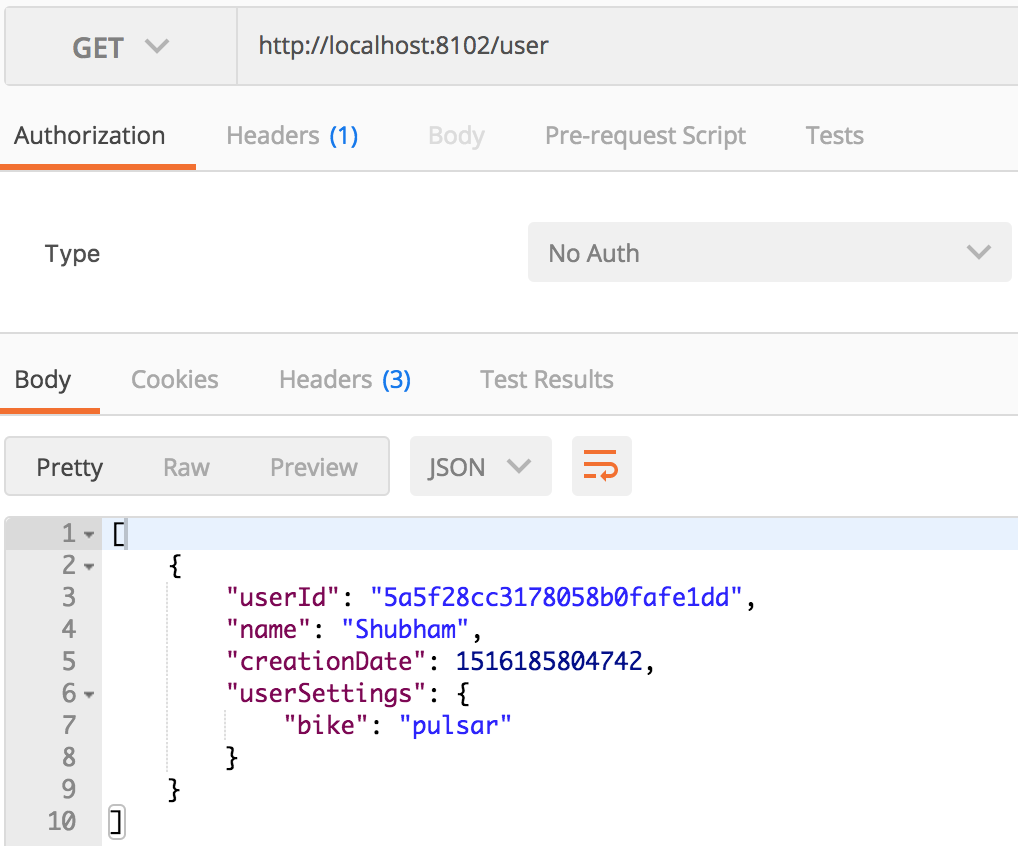 GET http://localhost:8102/user
Authorization Headers (1) Body Pre-request Script Tests
Type No Auth
Body Cookies Headers (3) Test Results
Pretty Raw Preview JSON
1 [
2 {
3 "userId": "5a5f28cc3178058b0fafe1dd",
4 "name": "Shubham",
5 "creationDate": 1516185804742,
6 "userSettings": {
7 "bike": "pulsar"
8 }
9 }
10 ]